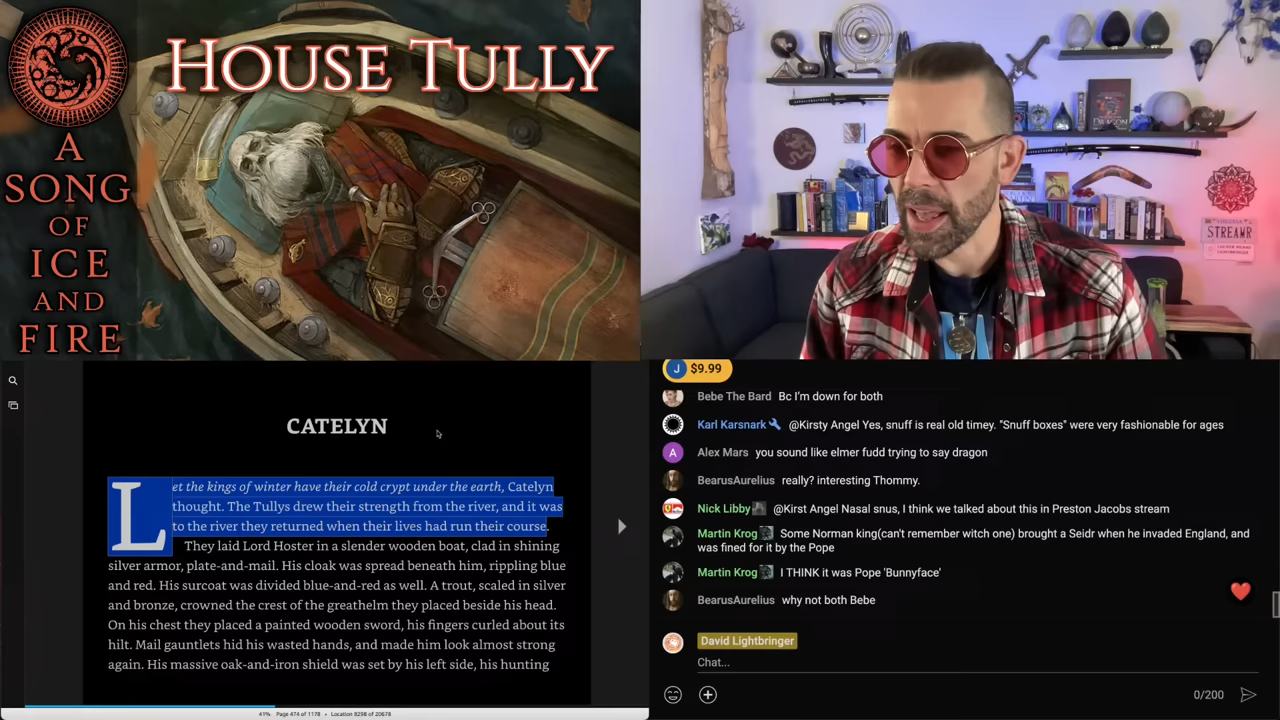 HOUSE TULLY
A
SONG
OF
ICE
AND
FIRE
DRAGON
STREAMR
CATELYN
Let the kings of winter have their cold crypt under the earth, Catelyn
thought. The Tullys drew their strength from the river, and it was
to the river they returned when their lives had run their course.
They laid Lord Hoster in a slender wooden boat, clad in shining
silver armor, plate-and-mail. His cloak was spread beneath him, rippling blue
and red. His surcoat was divided blue-and-red as well. A trout, scaled in silver
and bronze, crowned the crest of the greathelm they placed beside his head.
On his chest they placed a painted wooden sword, his fingers curled about its
hilt. Mail gauntlets hid his wasted hands, and made him look almost strong
again. His massive oak-and-iron shield was set by his left side, his hunting
41% Page 474 of 1178 • Location 8298 of 20678
J $9.99
Bebe The Bard Bc I'm down for both
Karl Karsnark @Kirsty Angel Yes, snuff is real old timey. "Snuff boxes" were very fashionable for ages
A Alex Mars you sound like elmer fudd trying to say dragon
BearusAurelius really? interesting Thommy.
Nick Libby @Kirst Angel Nasal snus, I think we talked about this in Preston Jacobs stream
Martin Krog Some Norman king(can't remember witch one) brought a Seidr when he invaded England, and
was fined for it by the Pope
Martin Krog I THINK it was Pope 'Bunnyface'
BearusAurelius why not both Bebe
David Lightbringer
Chat...
0/200